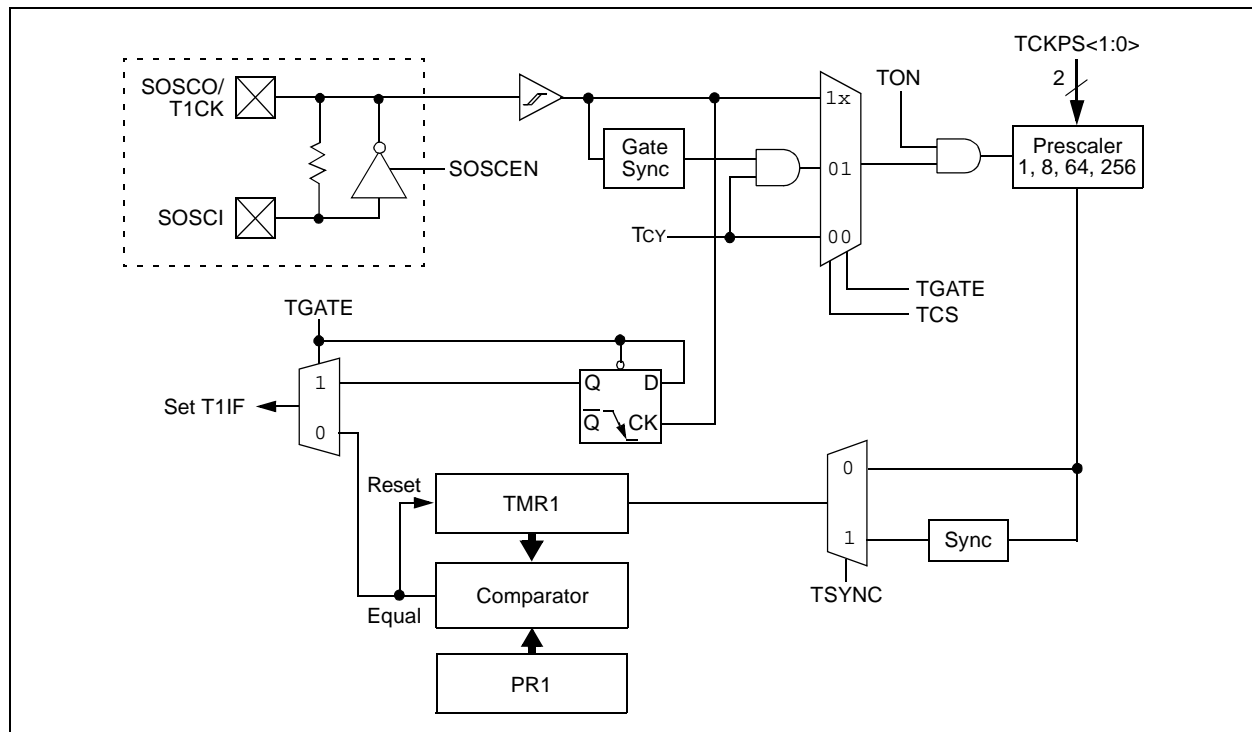 TCKPS<1:0>
2
SOSCO/
T1CK
TON
1x
Gate
Sync
Prescaler
1, 8, 64, 256
SOSCEN
01
SOSCI
TCY
00
TGATE
TCS
TGATE
1
Q
D
Set T1IF
Q
CK
0
Reset
TMR1
0
1
Sync
Equal
Comparator
TSYNC
PR1